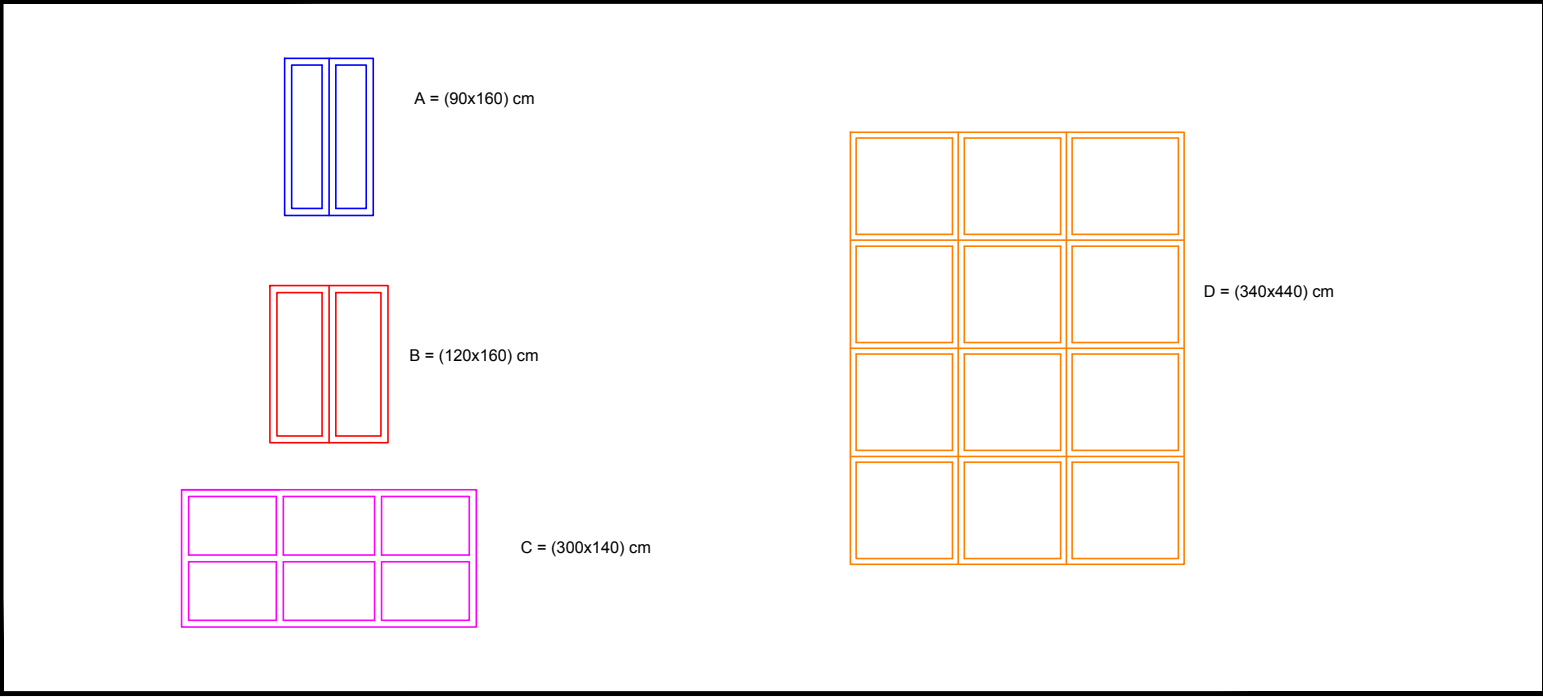 A = (90x160) cm
B = (120x160) cm
C = (300x140) cm
D = (340x440) cm